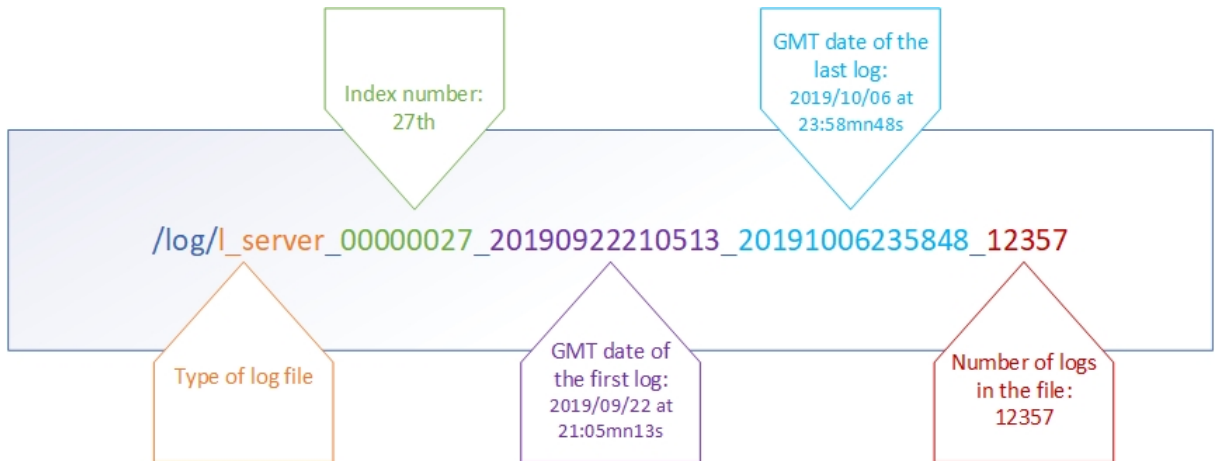 Index number:
27th
GMT date of the
last log:
2019/10/06 at
23:58mn48s
/log/l_server_00000027_20190922210513_20191006235848_12357
Type of log file
GMT date of
the first log:
2019/09/22 at
21:05mn13s
Number of logs
in the file:
12357